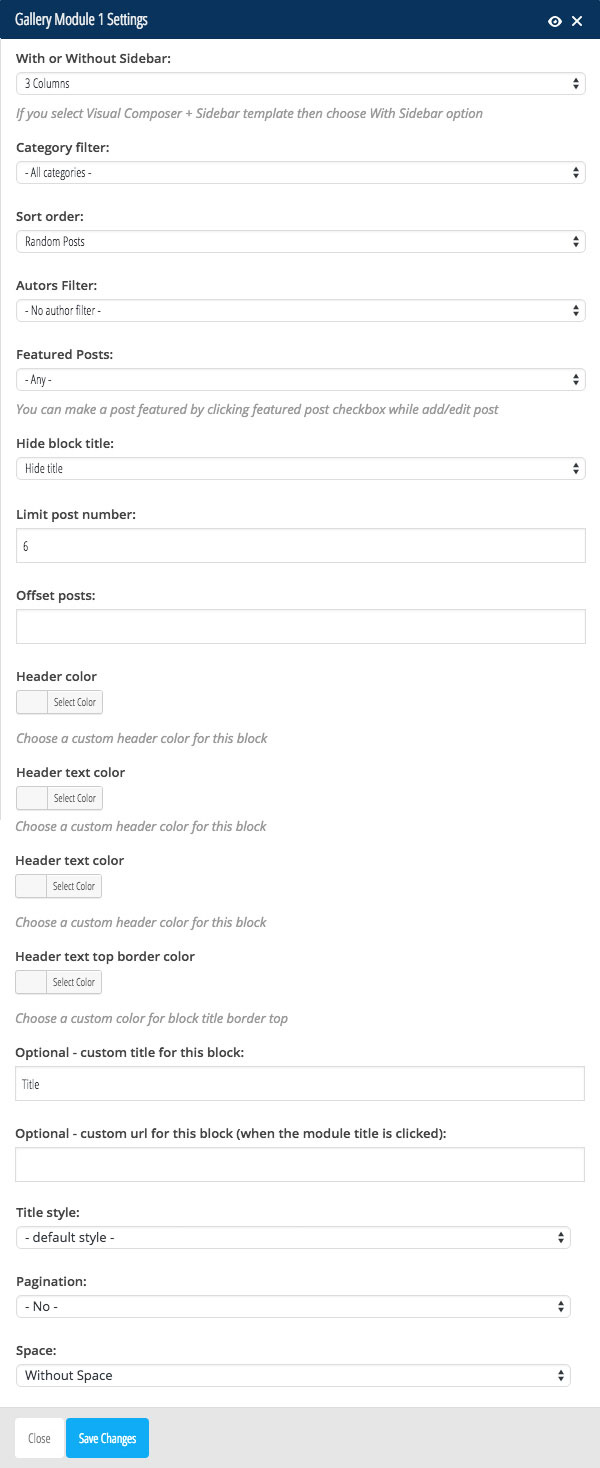 Gallery Module 1 Settings
With or Without Sidebar:
3 Columns
If you select Visual Composer + Sidebar template then choose With Sidebar option
Category filter:
- All categories -
Sort order:
Random Posts
Autors Filter:
- No author filter -
Featured Posts:
- Any -
You can make a post featured by clicking featured post checkbox while add/edit post
Hide block title:
Hide title
Limit post number:
6
Offset posts:
Header color
Select Color
Choose a custom header color for this block
Header text color
Select Color
Choose a custom header color for this block
Header text color
Select Color
Choose a custom header color for this block
Header text top border color
Select Color
Choose a custom color for block title border top
Optional - custom title for this block:
Title
Optional - custom url for this block (when the module title is clicked):
Title style:
- default style -
Pagination:
- No -
Space:
Without Space
Close
Save Changes